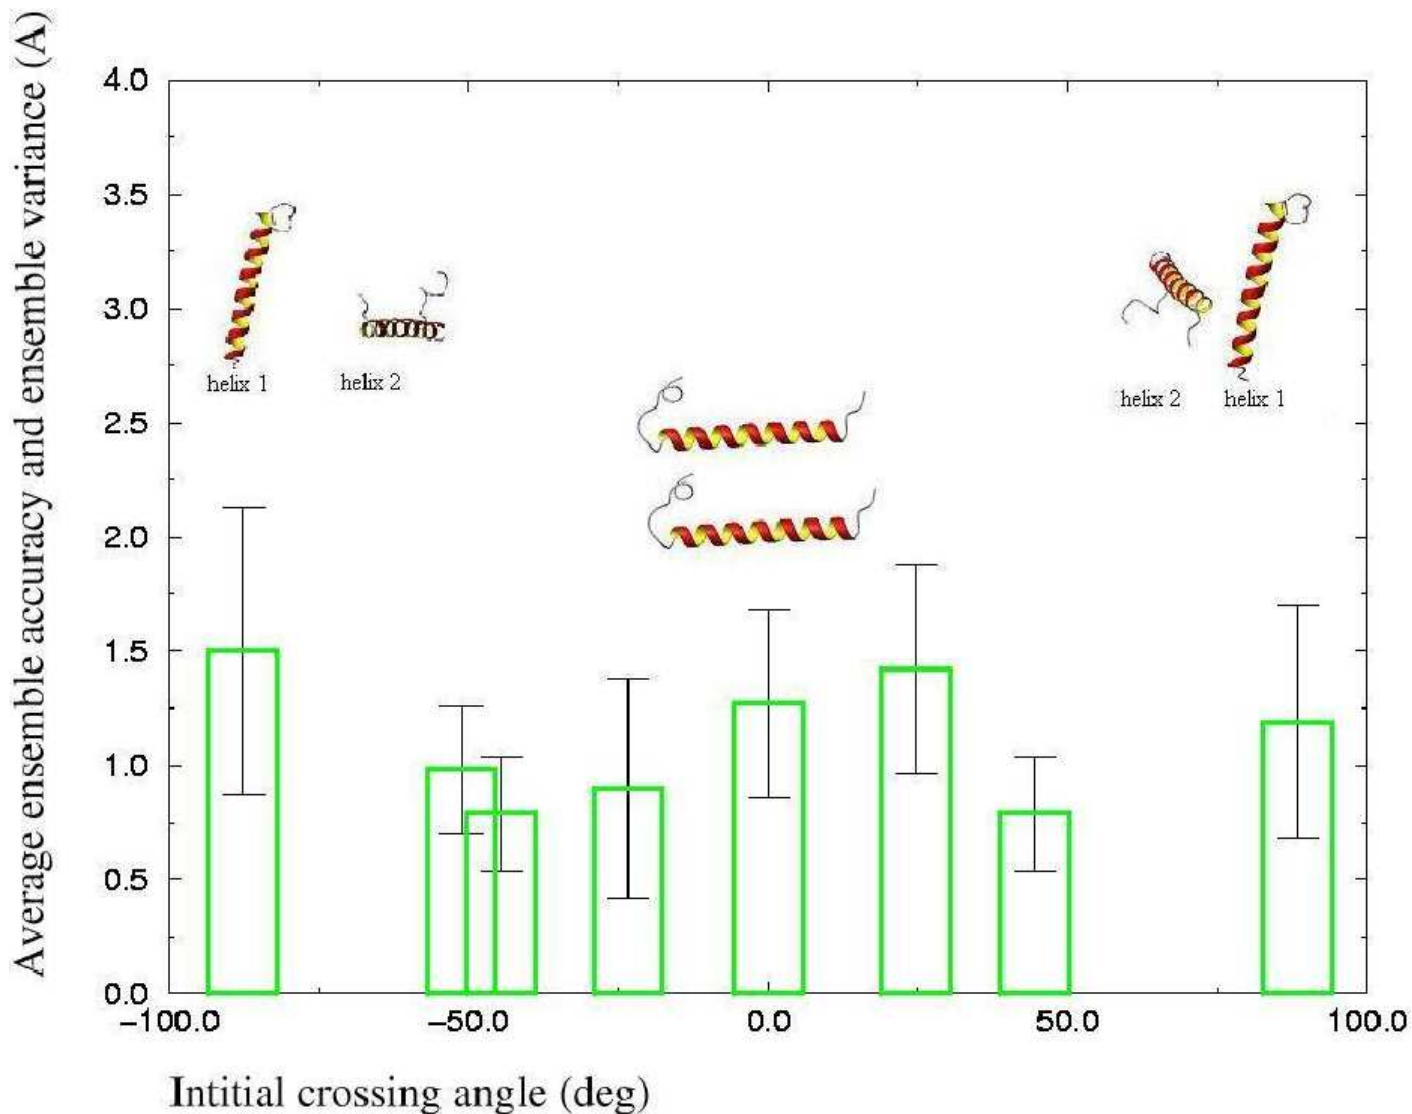 Average ensemble accuracy and ensemble variance (A)
4.0
3.5
3.0
2.5
2.0
1.5
1.0
0.5
0.0
helix 1
helix 2
helix 2
helix 1
−100.0
−50.0
0.0
50.0
100.0
Intitial crossing angle (deg)